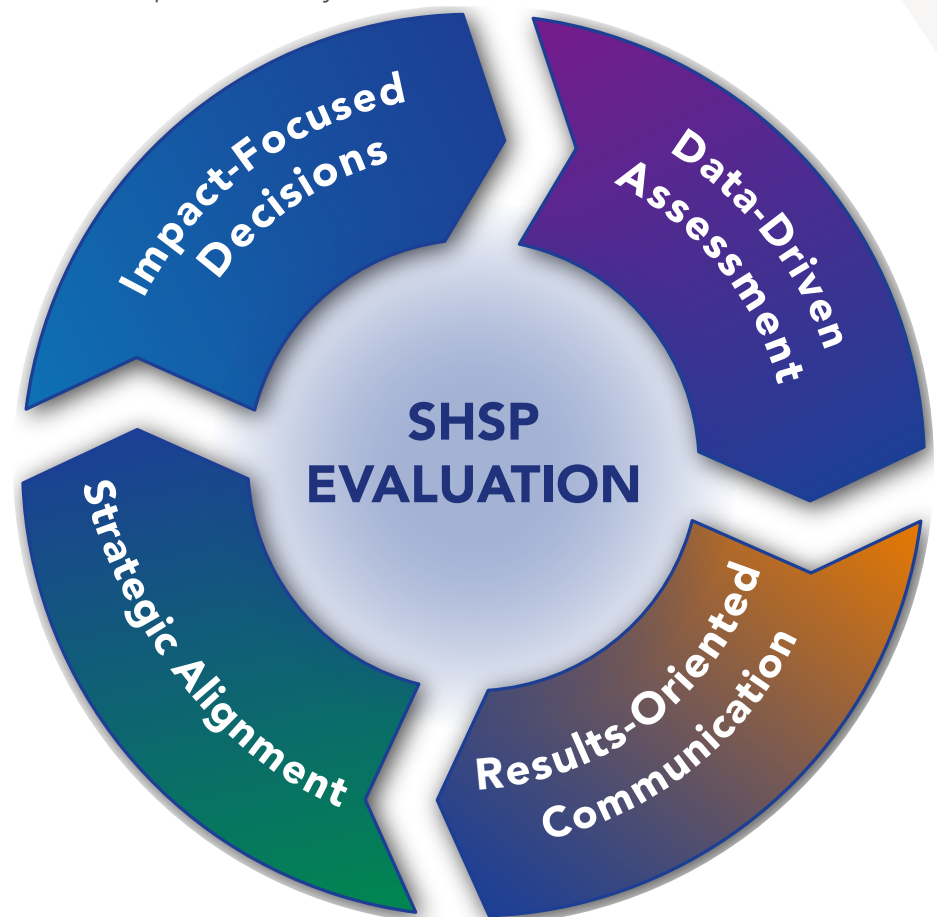 Impact-Focused
Decisions
Data-Driven
Assessment
SHSP
EVALUATION
Strategic Alignment
Results-Oriented
Communication